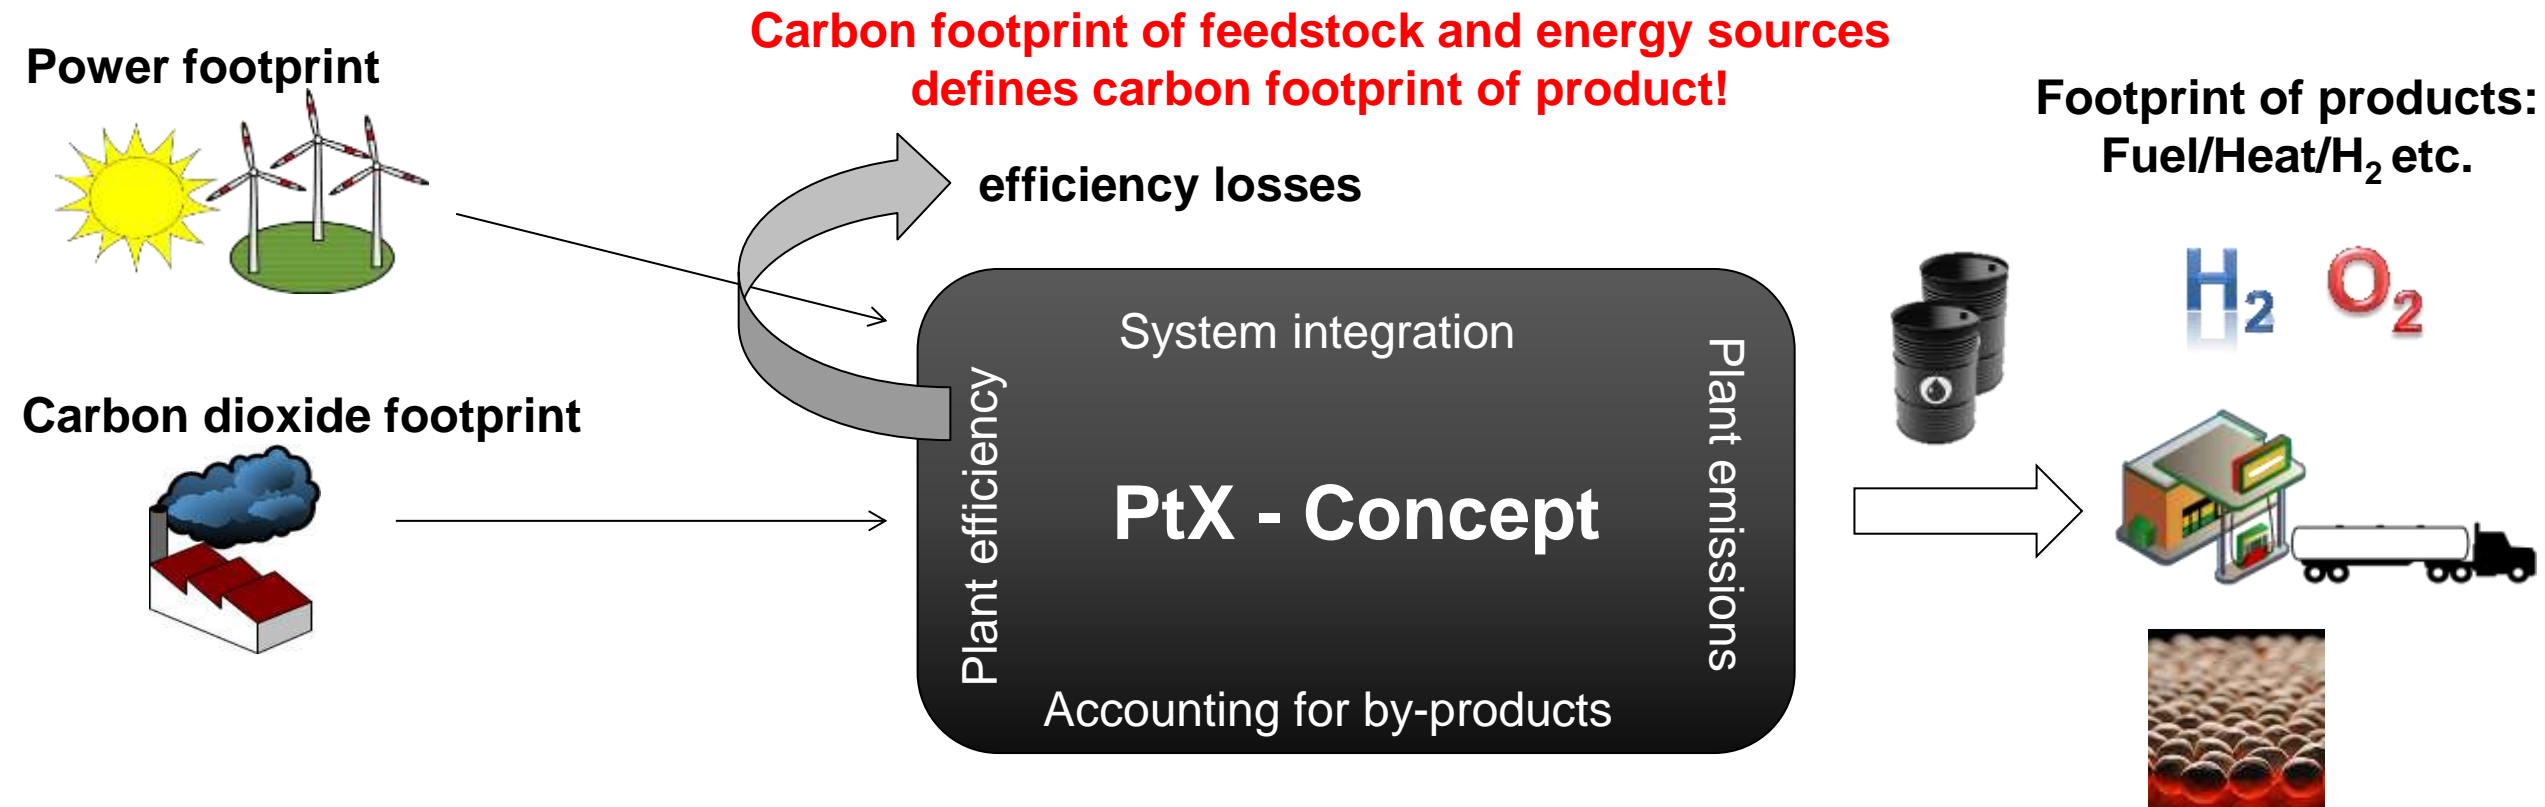 Carbon footprint of feedstock and energy sources
defines carbon footprint of product!
Power footprint
Footprint of products:
Fuel/Heat/H₂ etc.
efficiency losses
H₂ O₂
System integration
Plant efficiency
Plant emissions
Carbon dioxide footprint
PtX - Concept
Accounting for by-products